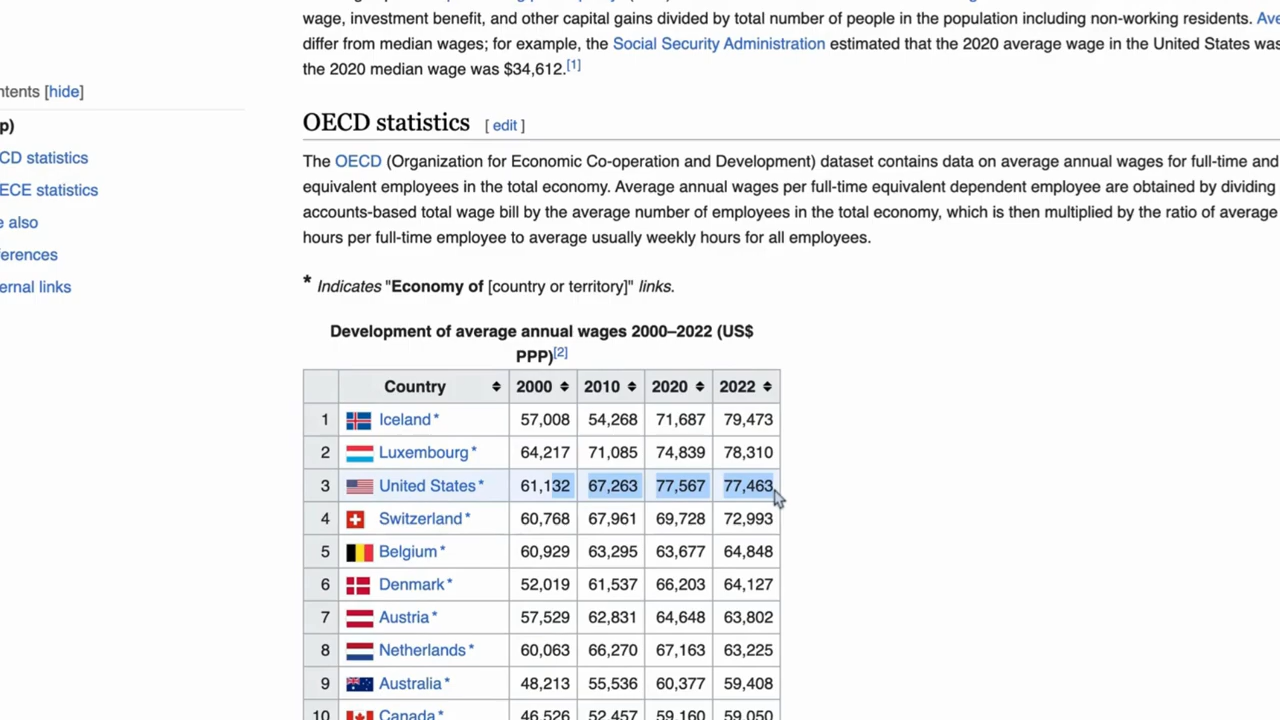 wage, investment benefit, and other capital gains divided by total number of people in the population including non-working residents.
differ from median wages; for example, the Social Security Administration estimated that the 2020 average wage in the United States was
the 2020 median wage was $34,612.[1]
ntents [hide]
p)
CD statistics
ECE statistics
e also
ferences
ernal links
OECD statistics [ edit ]
The OECD (Organization for Economic Co-operation and Development) dataset contains data on average annual wages for full-time and
equivalent employees in the total economy. Average annual wages per full-time equivalent dependent employee are obtained by dividing
accounts-based total wage bill by the average number of employees in the total economy, which is then multiplied by the ratio of average
hours per full-time employee to average usually weekly hours for all employees.
* Indicates "Economy of [country or territory]" links.
Development of average annual wages 2000–2022 (US$
PPP)[2]
Country 2000 2010 2020 2022
1 Iceland * 57,008 54,268 71,687 79,473
2 Luxembourg * 64,217 71,085 74,839 78,310
3 United States * 61,132 67,263 77,567 77,463
4 Switzerland * 60,768 67,961 69,728 72,993
5 Belgium * 60,929 63,295 63,677 64,848
6 Denmark * 52,019 61,537 66,203 64,127
7 Austria * 57,529 62,831 64,648 63,802
8 Netherlands * 60,063 66,270 67,163 63,225
9 Australia * 48,213 55,536 60,377 59,408
10 Canada * 46,526 52,457 59,160 59,050